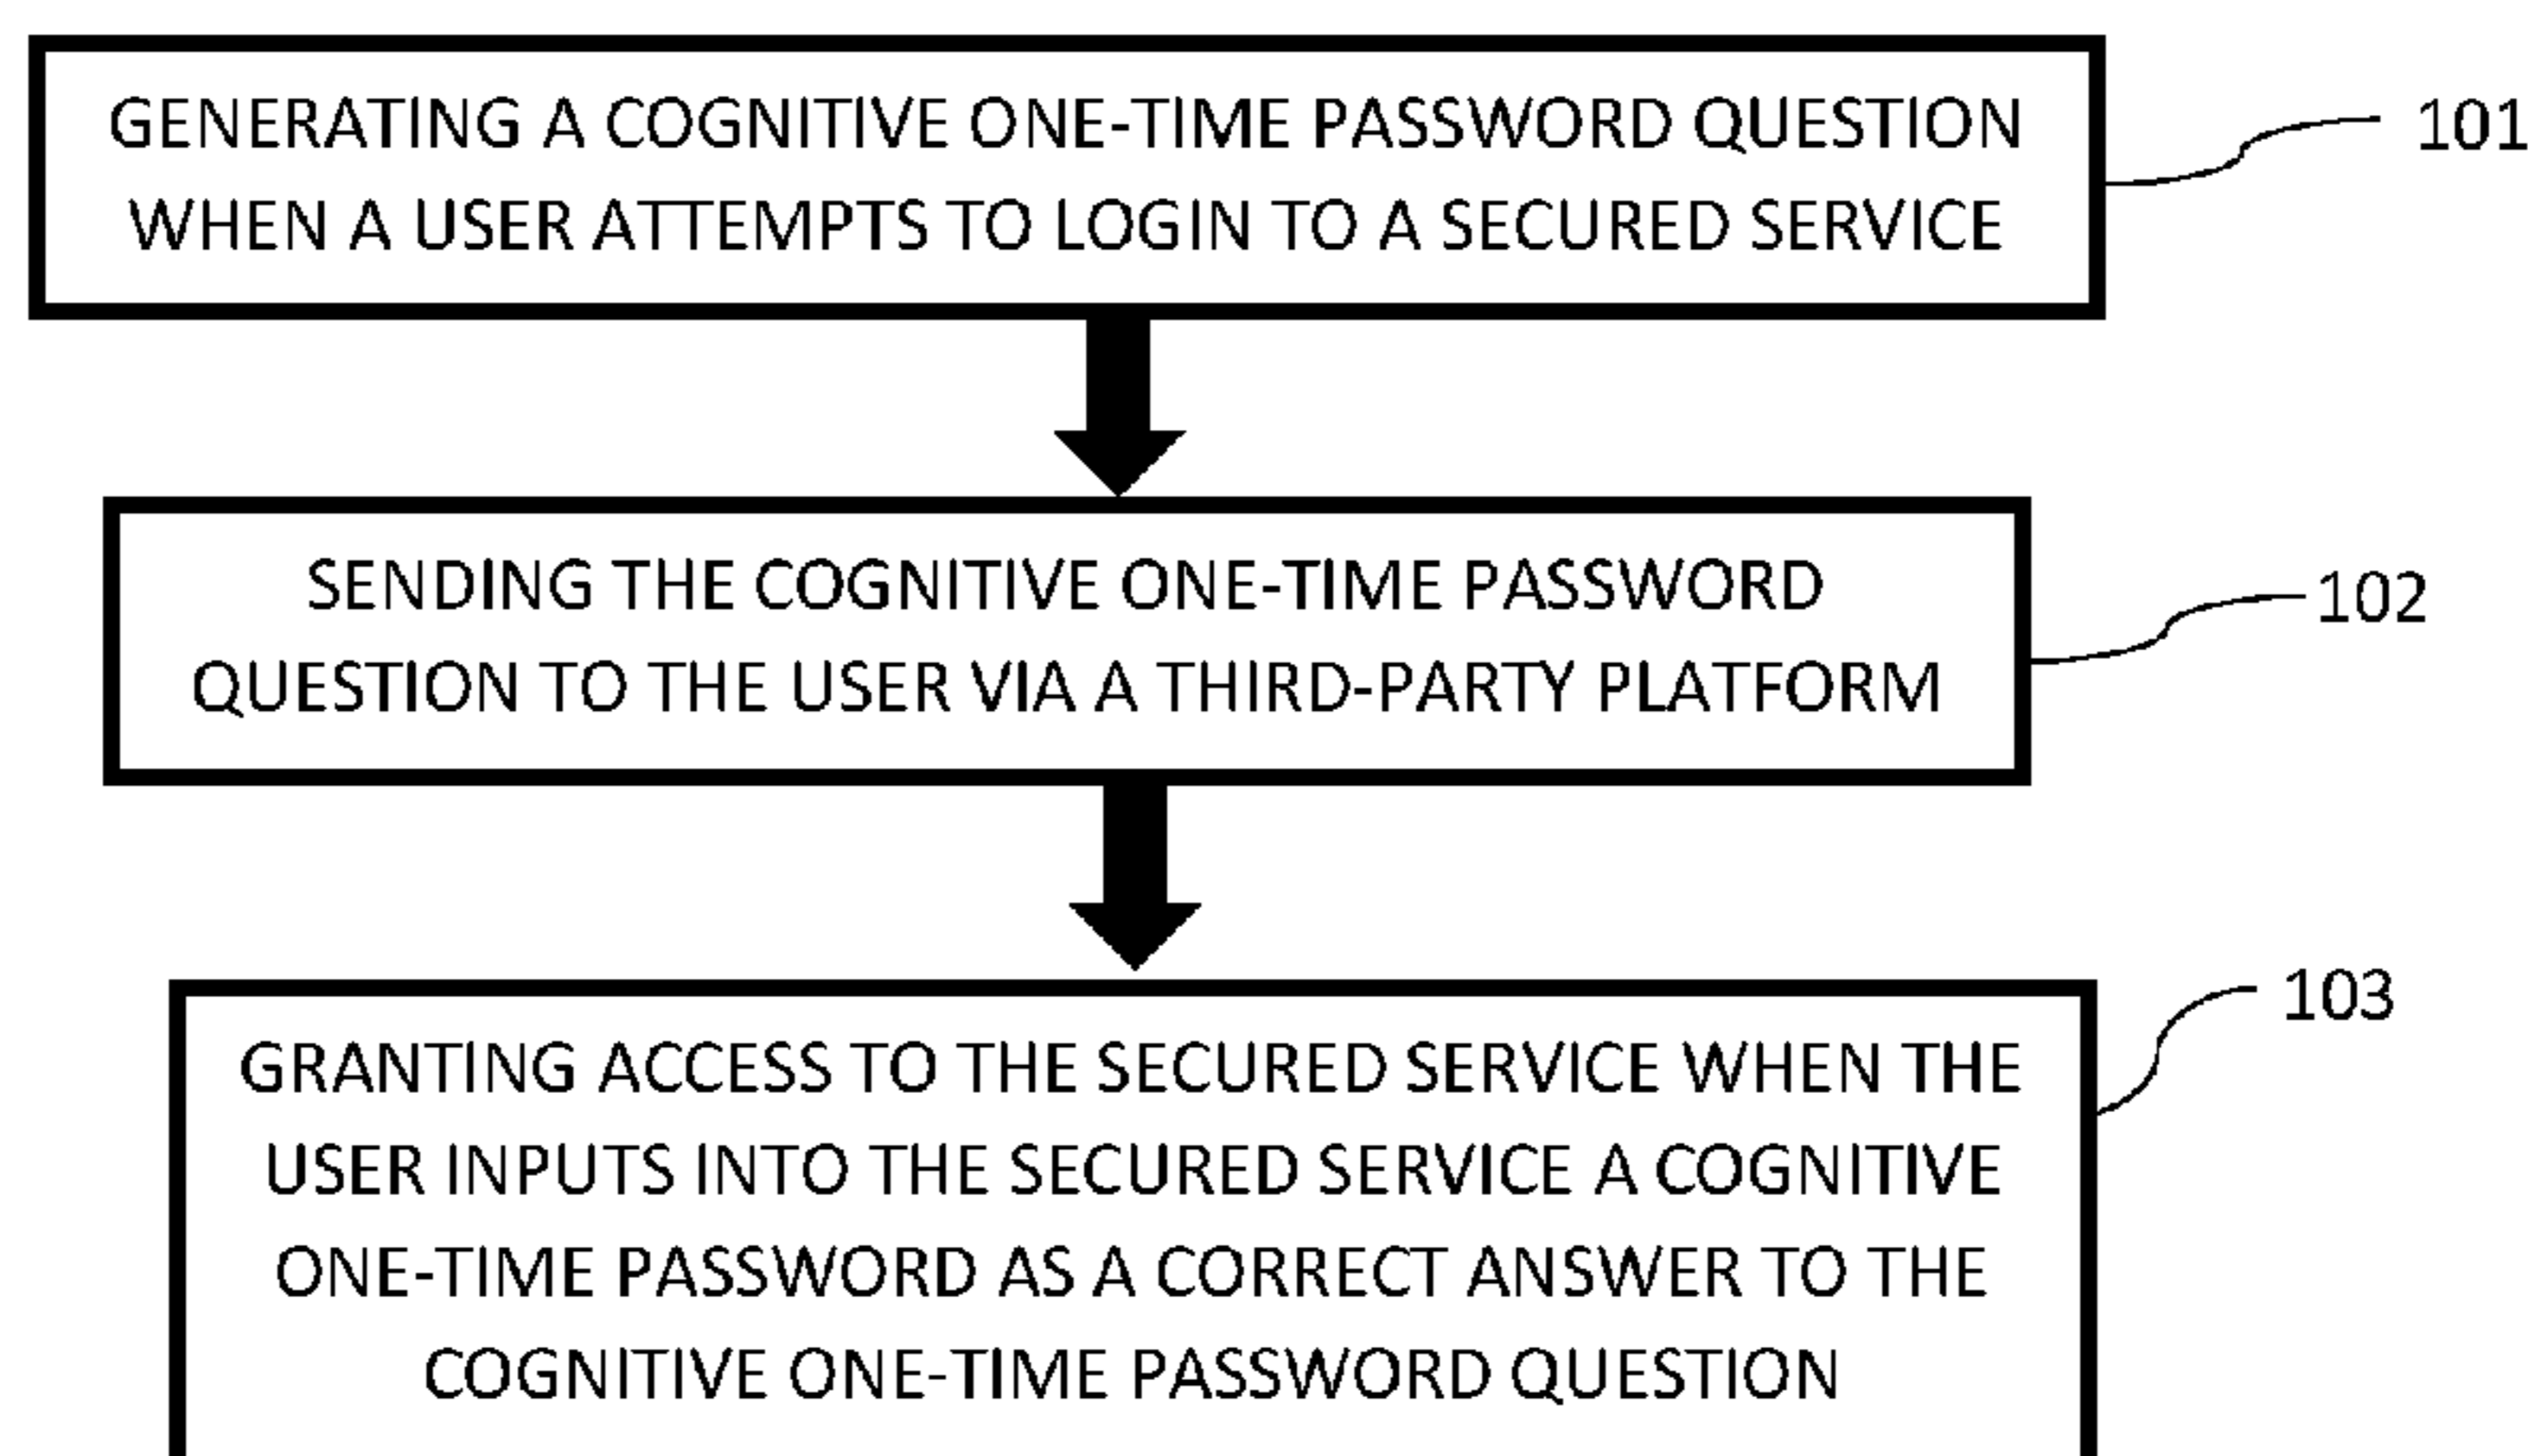 GENERATING A COGNITIVE ONE-TIME PASSWORD QUESTION
WHEN A USER ATTEMPTS TO LOGIN TO A SECURED SERVICE
101
SENDING THE COGNITIVE ONE-TIME PASSWORD
QUESTION TO THE USER VIA A THIRD-PARTY PLATFORM
102
103
GRANTING ACCESS TO THE SECURED SERVICE WHEN THE
USER INPUTS INTO THE SECURED SERVICE A COGNITIVE
ONE-TIME PASSWORD AS A CORRECT ANSWER TO THE
COGNITIVE ONE-TIME PASSWORD QUESTION